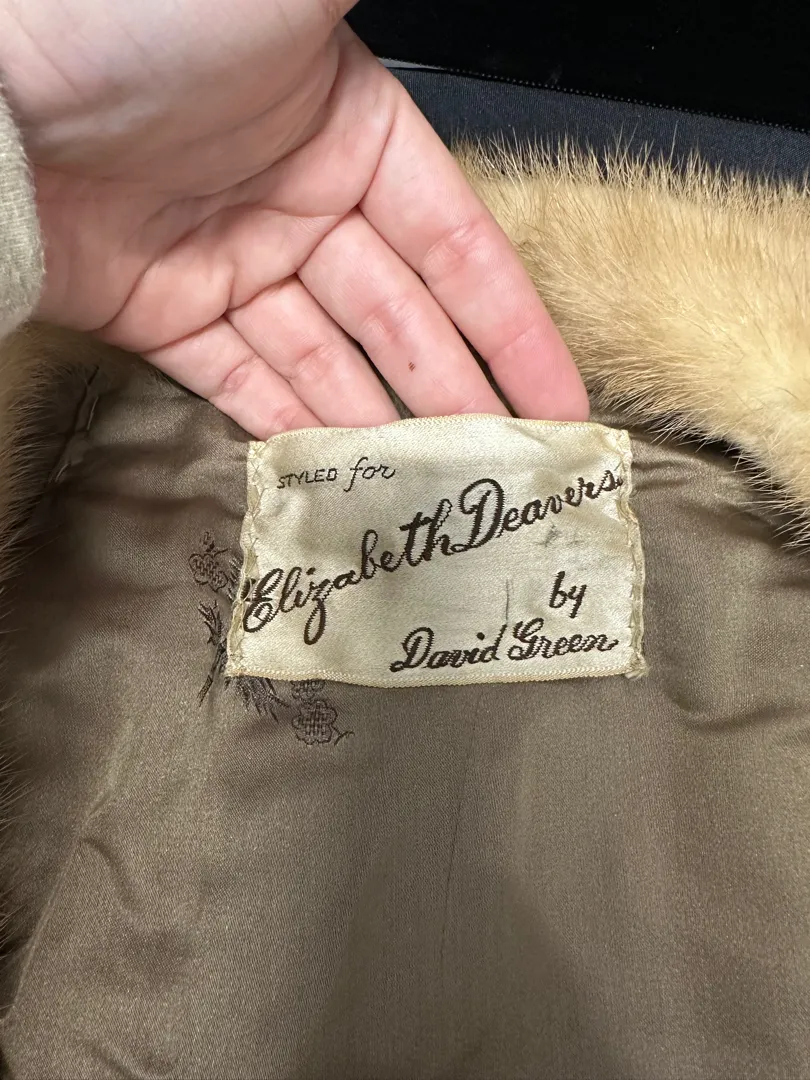 STYLED for
Elizabeth Deavers
by
David Green